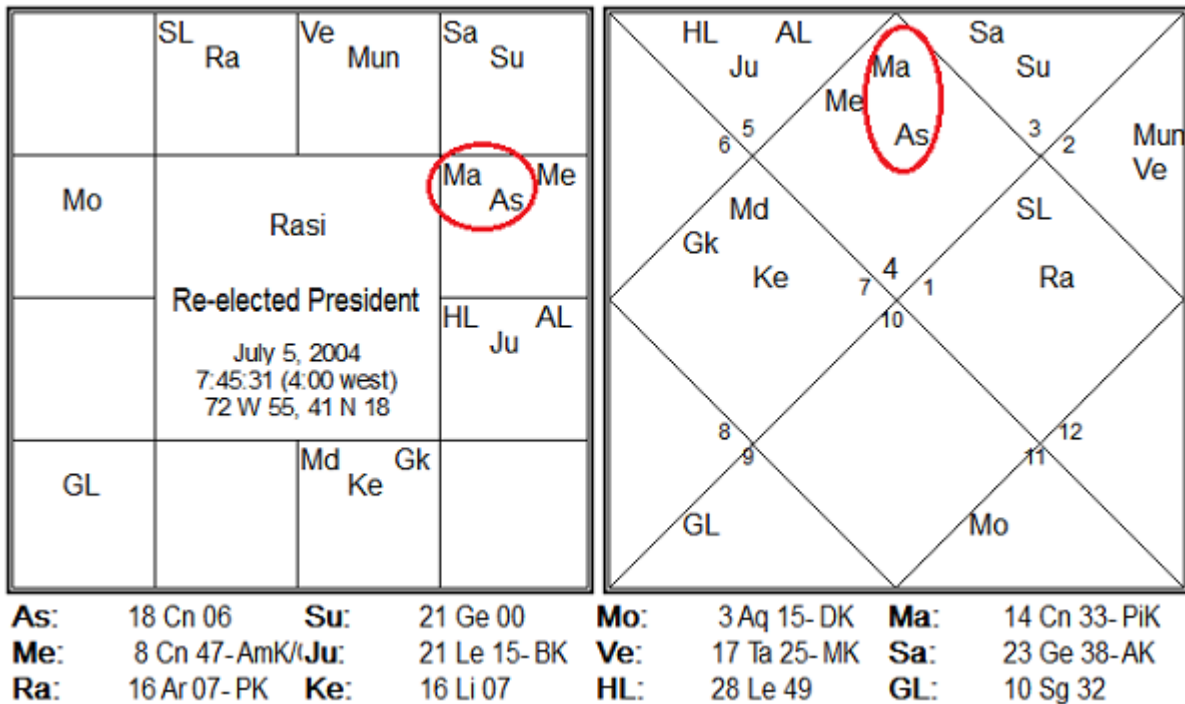 SL Ve Sa
Ra Mun Su
Mo Ma Me
As
Rasi
Re-elected President
July 5, 2004
7:45:31 (4:00 west)
72 W 55, 41 N 18
HL AL
Ju
GL Md Gk
Ke
HL AL Sa
Ju Ma Su
Me As
6 5 3 2 Mun
Ve
Md SL
Gk
Ke 7 4 1 Ra
10
8 9 11 12
GL Mo
As: 18 Cn 06 Su: 21 Ge 00 Mo: 3 Aq 15- DK Ma: 14 Cn 33- PiK
Me: 8 Cn 47- AmK/( Ju: 21 Le 15- BK Ve: 17 Ta 25- MK Sa: 23 Ge 38- AK
Ra: 16 Ar 07- PK Ke: 16 Li 07 HL: 28 Le 49 GL: 10 Sg 32